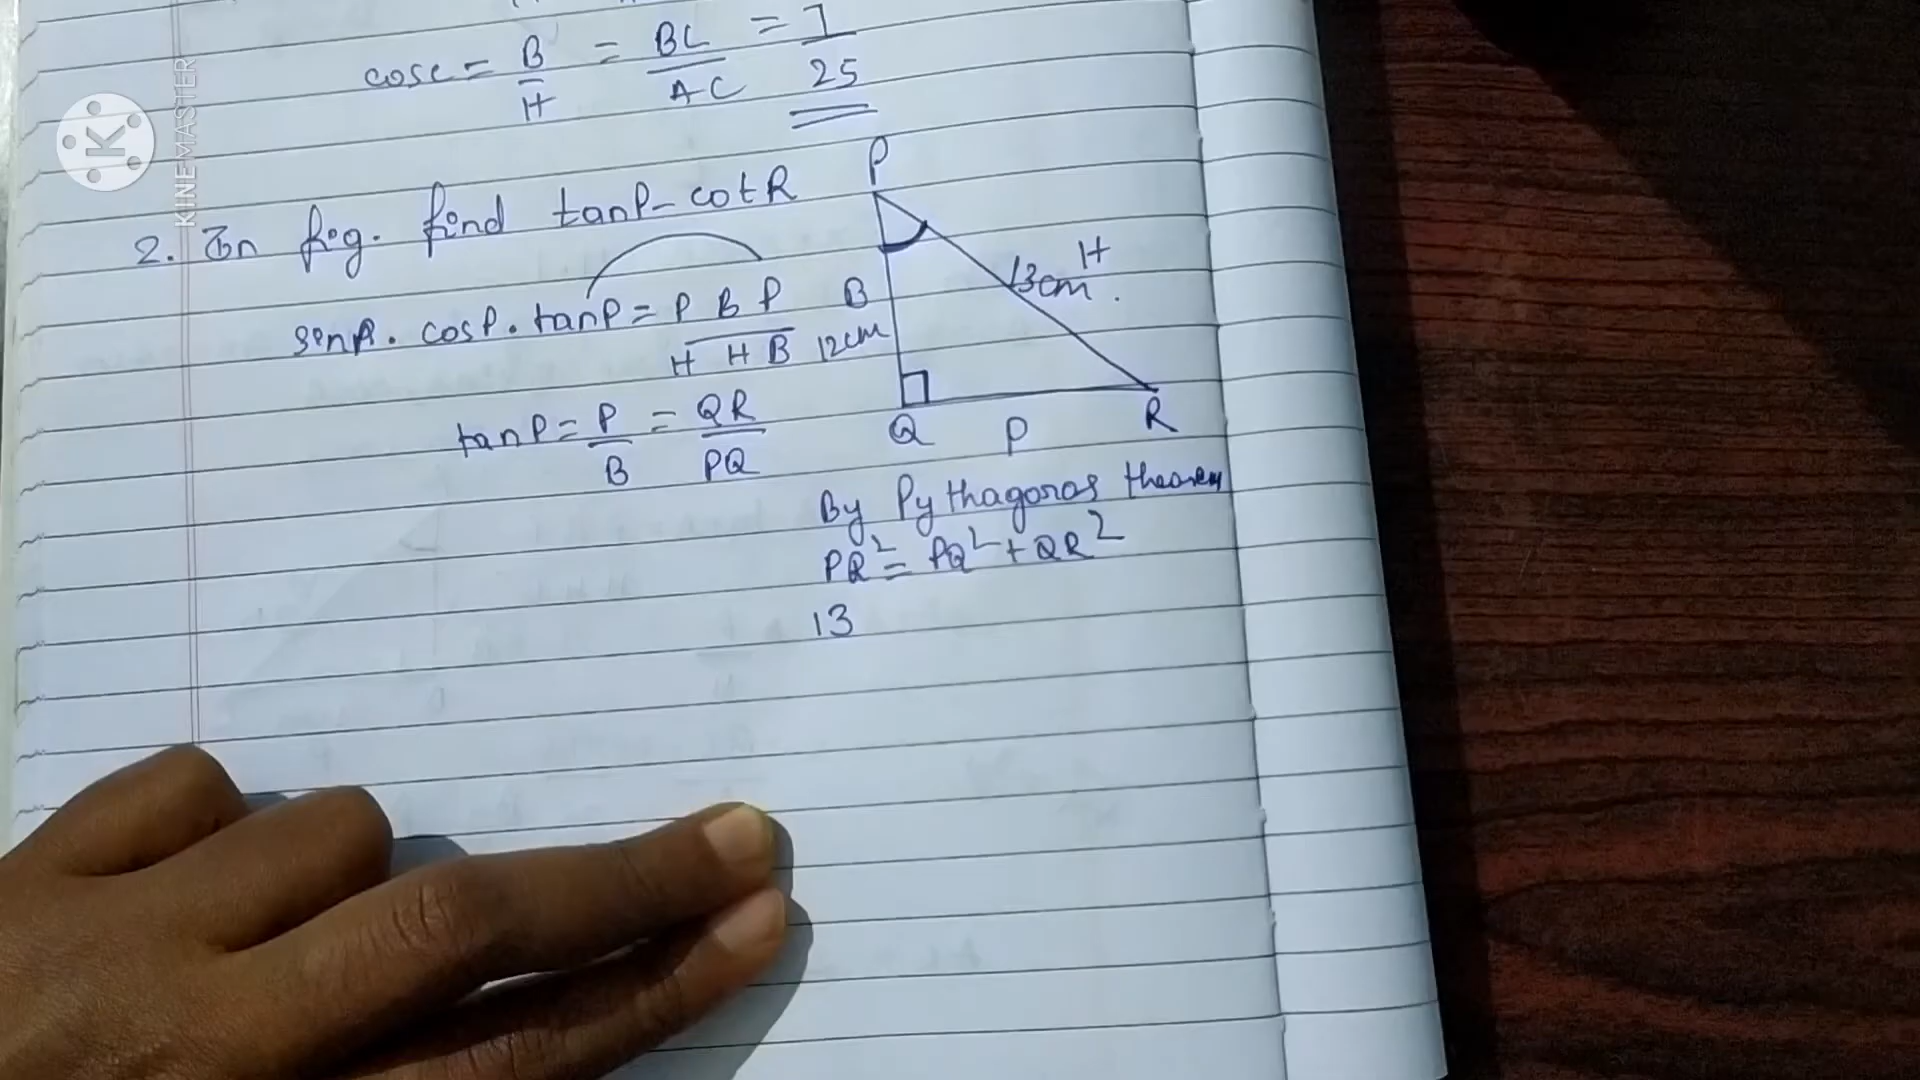 cosc = B/H = BC/AC = 7/25
2. In fig. find tanP - cotR
sinP. cosP. tanP = P B P
H H B
tanP = P/B = QR/PQ
P
B
12cm
13cm H
Q P R
By Pythagoras theorem
PR² = PQ² + QR²
13
KINEMASTER